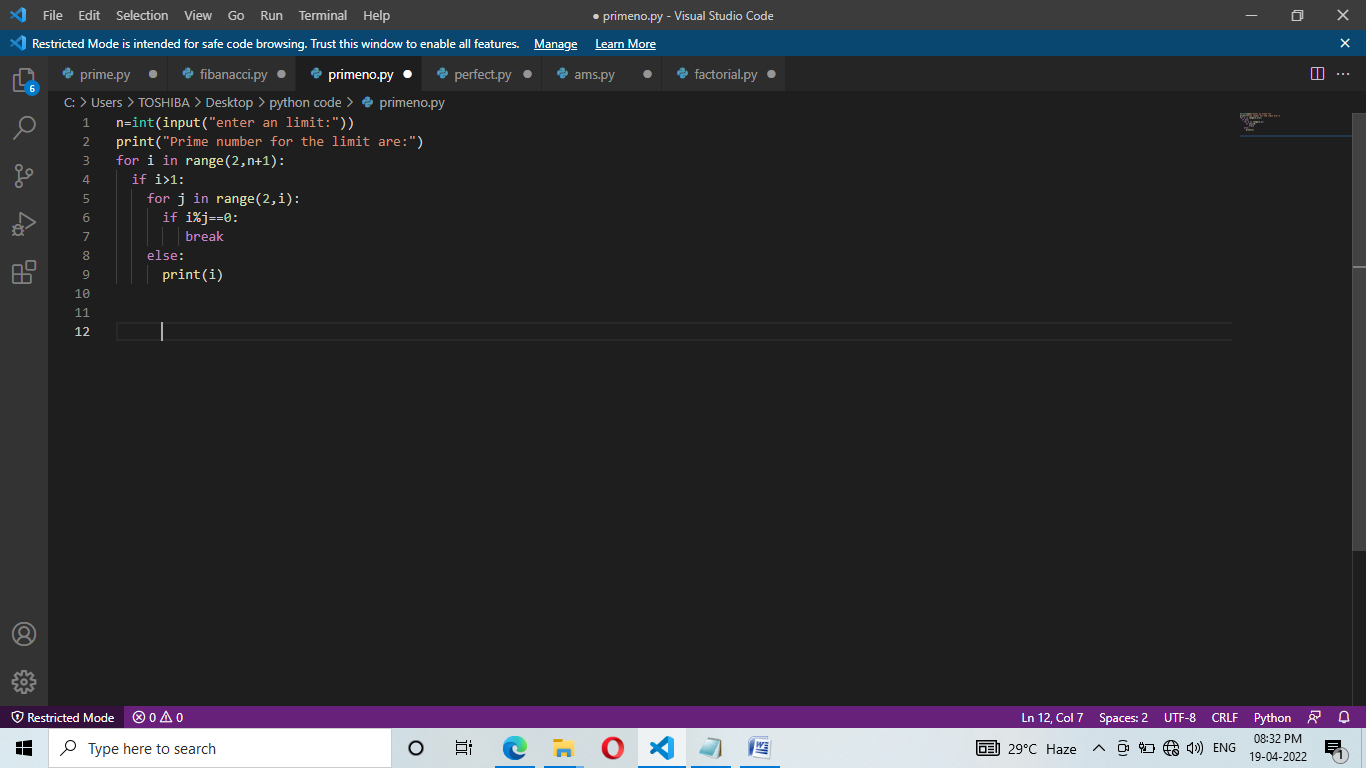 File Edit Selection View Go Run Terminal Help ● primeno.py - Visual Studio Code
Restricted Mode is intended for safe code browsing. Trust this window to enable all features. Manage Learn More
prime.py ● fibanacci.py ● primeno.py ● perfect.py ● ams.py ● factorial.py ●
6
C: > Users > TOSHIBA > Desktop > python code > primeno.py
1 n=int(input("enter an limit:"))
2 print("Prime number for the limit are:")
3 for i in range(2,n+1):
4 if i>1:
5 for j in range(2,i):
6 if i%j==0:
7 break
8 else:
9 print(i)
10
11
12
Restricted Mode 0 0 Ln 12, Col 7 Spaces: 2 UTF-8 CRLF Python
Type here to search 29°C Haze ENG 08:32 PM
19-04-2022 1